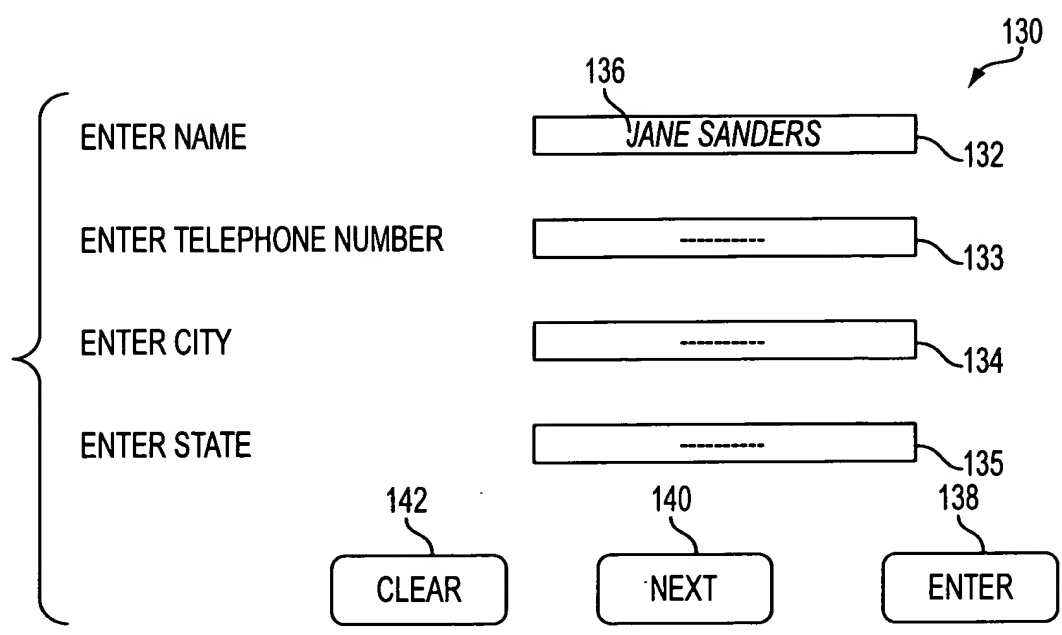 130
136
ENTER NAME JANE SANDERS
132
ENTER TELEPHONE NUMBER ----------
133
ENTER CITY ----------
134
ENTER STATE ----------
135
142 140 138
CLEAR NEXT ENTER